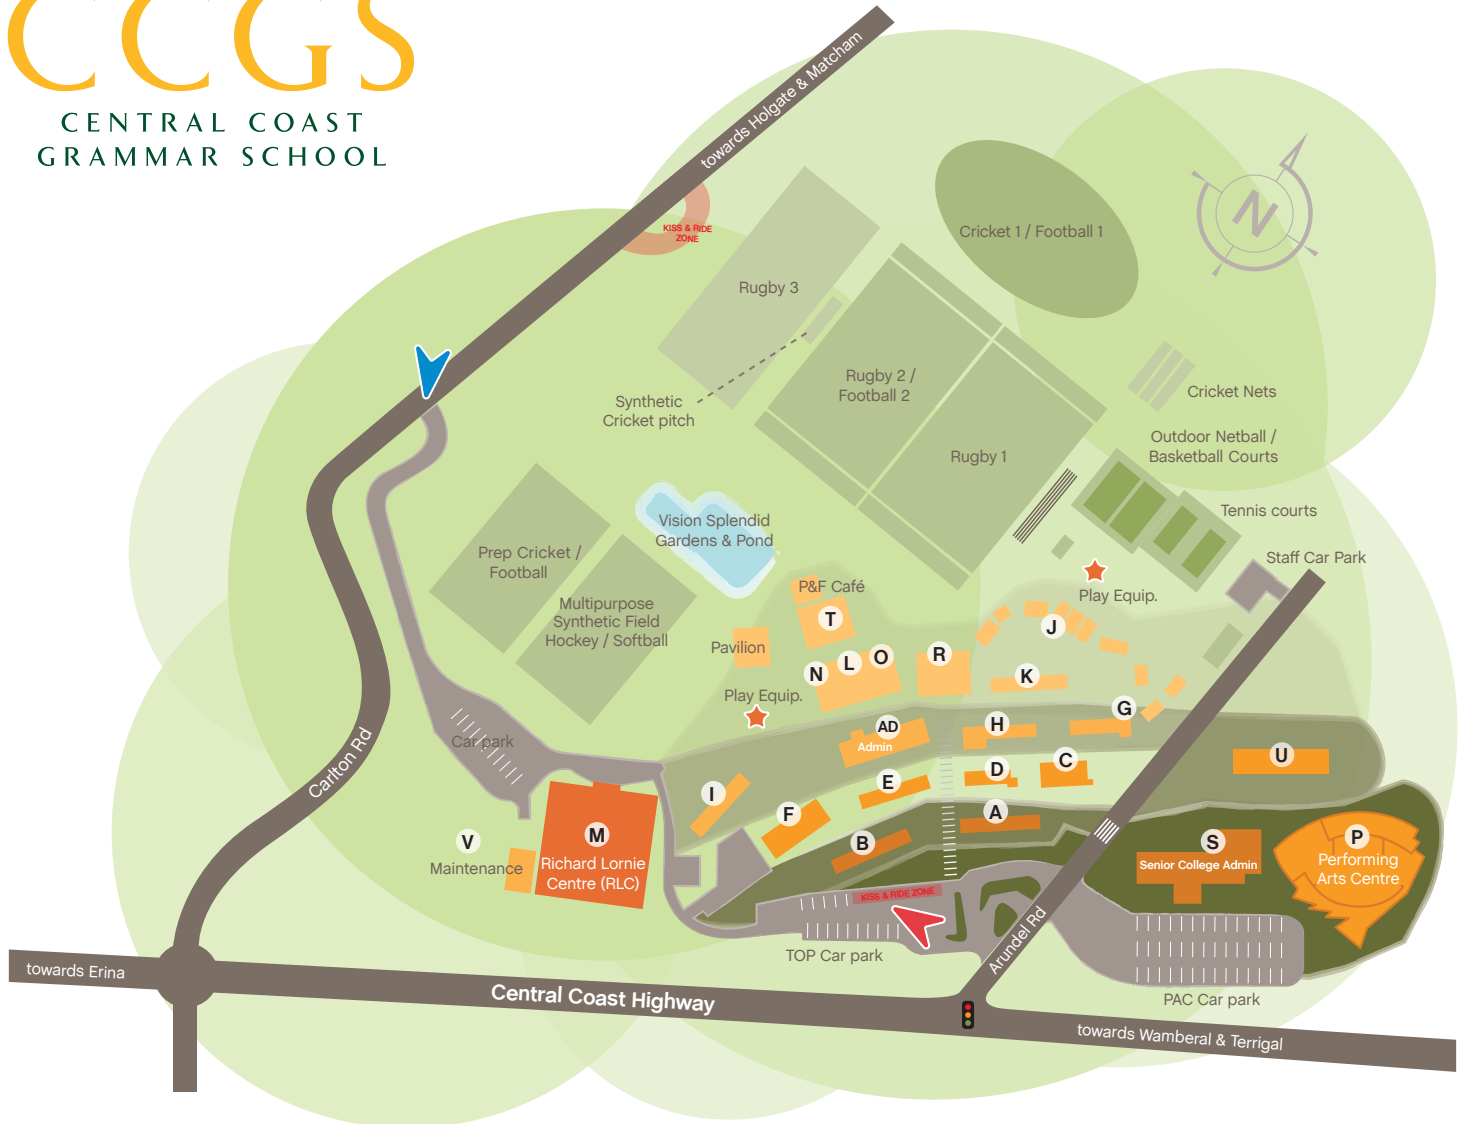 CCGS
CENTRAL COAST
GRAMMAR SCHOOL
towards Holgate & Matcham
KISS & RIDE
ZONE
Cricket 1 / Football 1
N
Rugby 3
Synthetic
Cricket pitch
Rugby 2 /
Football 2
Rugby 1
Cricket Nets
Outdoor Netball /
Basketball Courts
Tennis courts
Staff Car Park
Vision Splendid
Gardens & Pond
Prep Cricket /
Football
Multipurpose
Synthetic Field
Hockey / Softball
P&F Café
T
Pavilion
Play Equip.
J
N
L
O
R
K
Play Equip.
G
AD
Admin
H
U
Car park
Carlton Rd
I
E
D
C
F
A
B
V
Maintenance
M
Richard Lornie
Centre (RLC)
S
Senior College Admin
P
Performing
Arts Centre
KISS & RIDE ZONE
TOP Car park
Arundel Rd
PAC Car park
towards Erina
Central Coast Highway
towards Wamberal & Terrigal